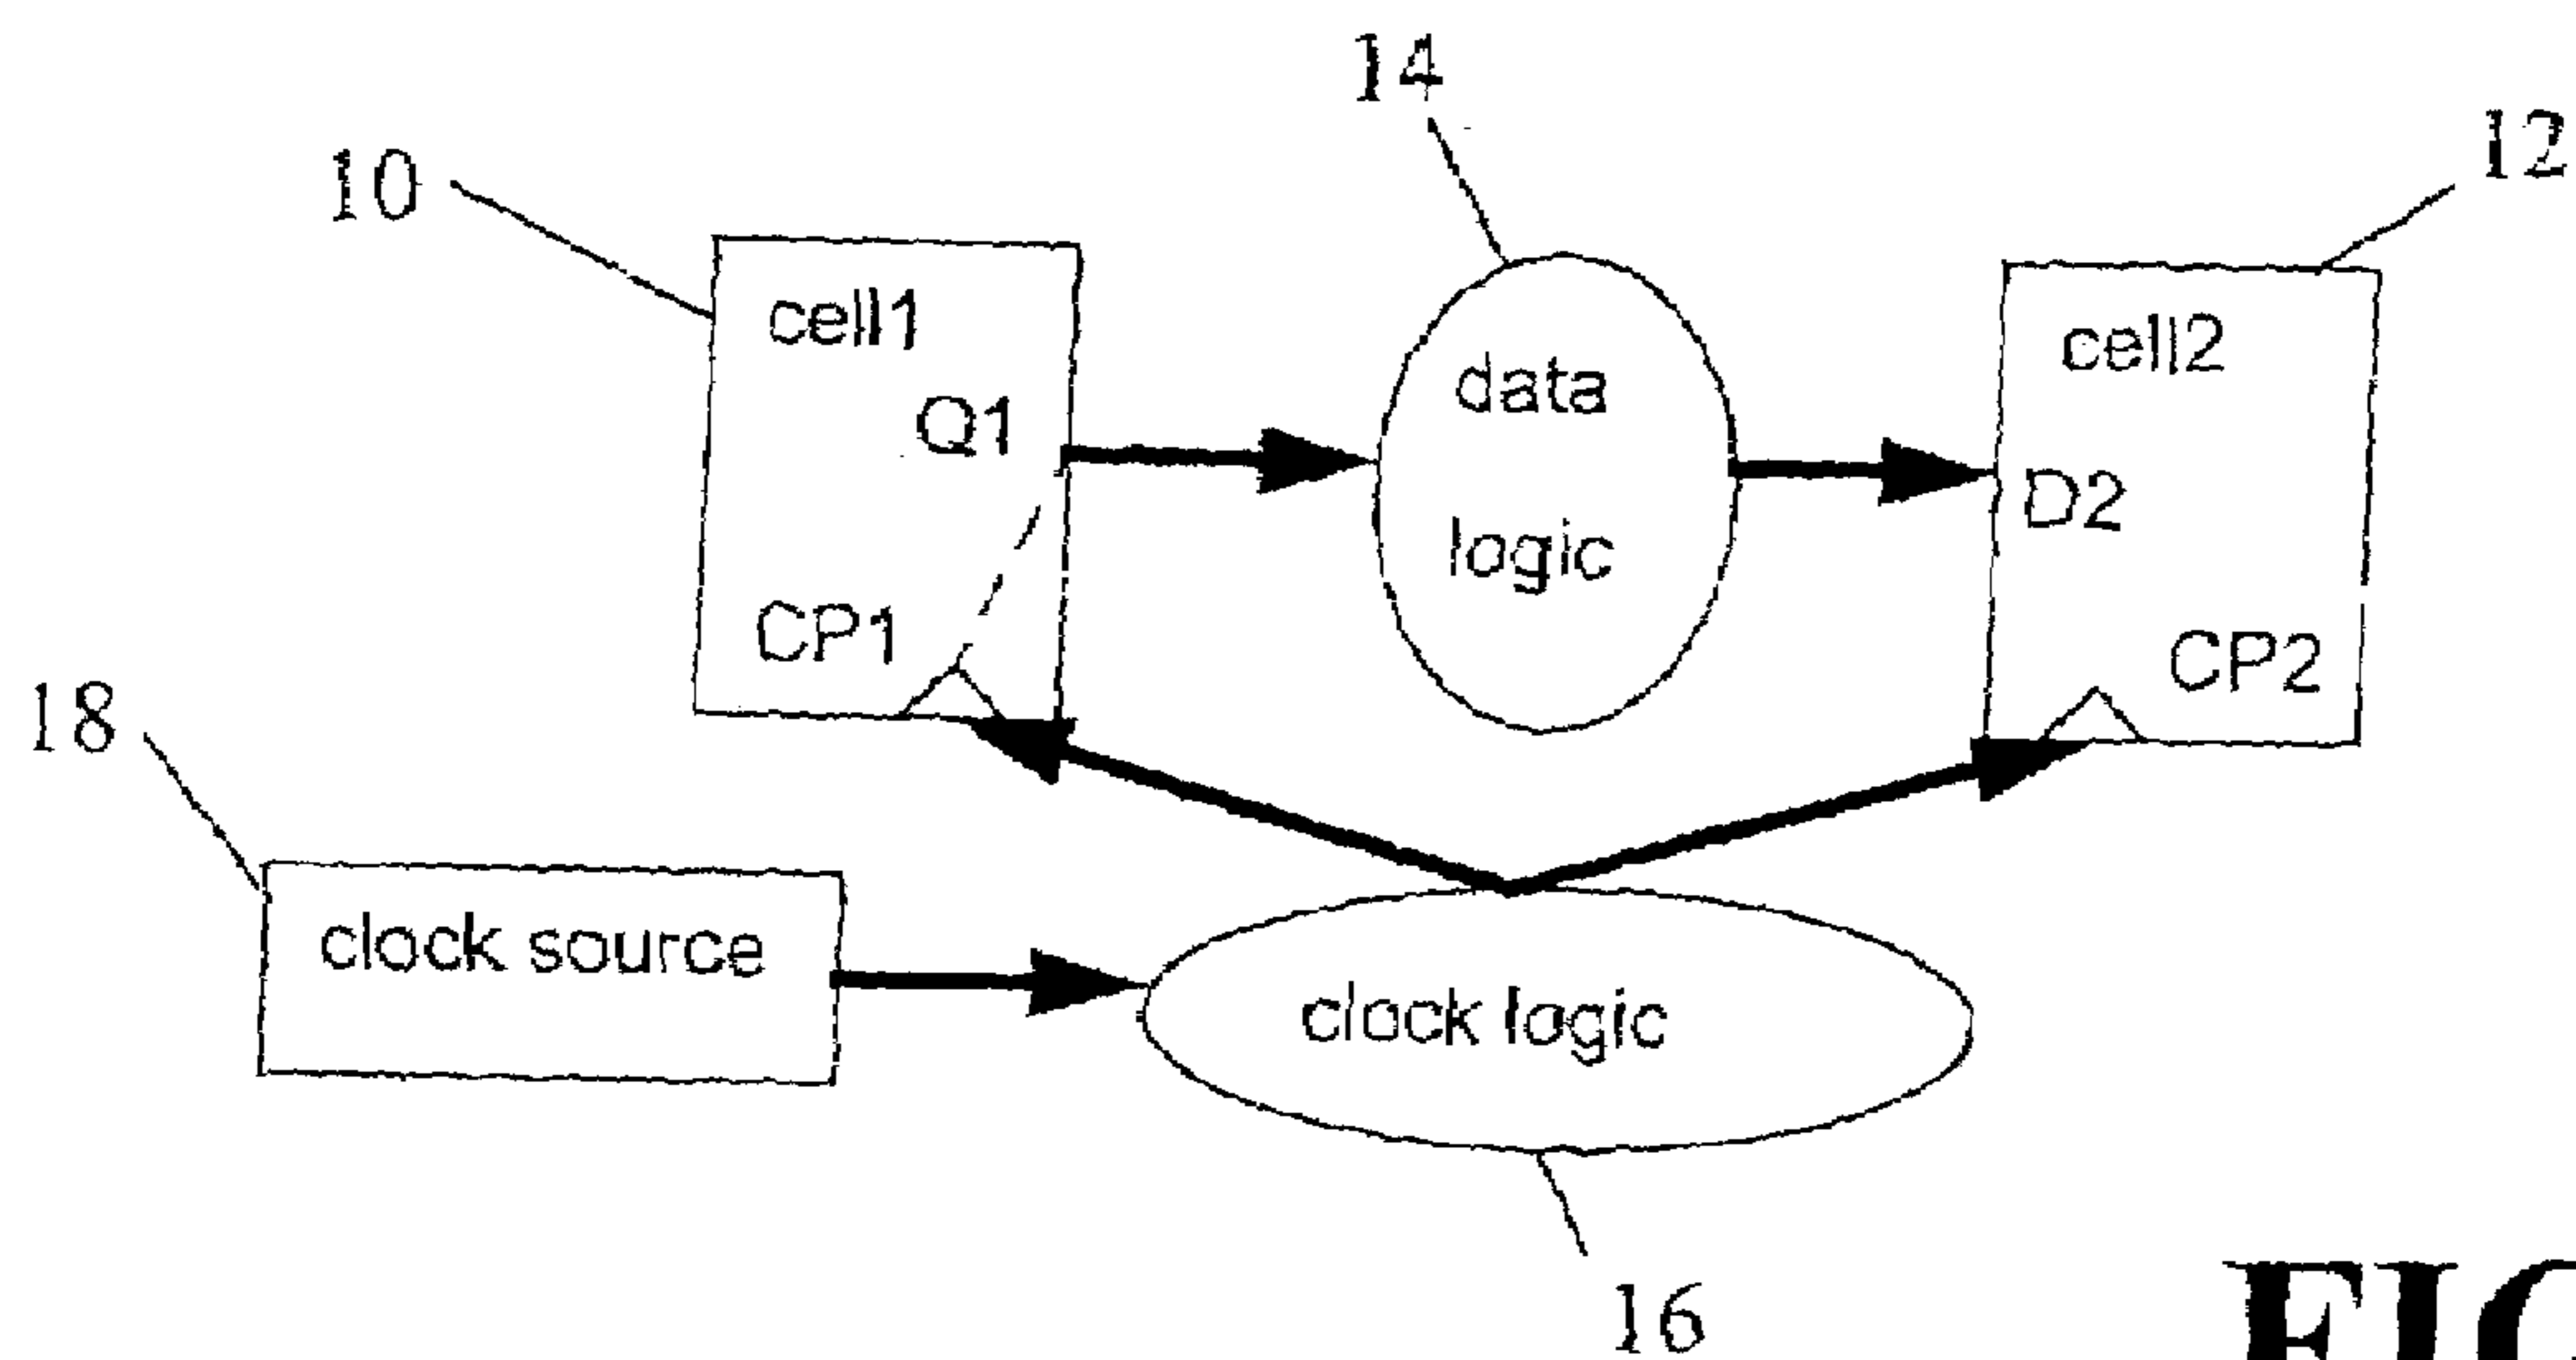 14
12
10
cell1
cell2
data
Q1
D2
logic
CP1
CP2
18
clock source
clock logic
16